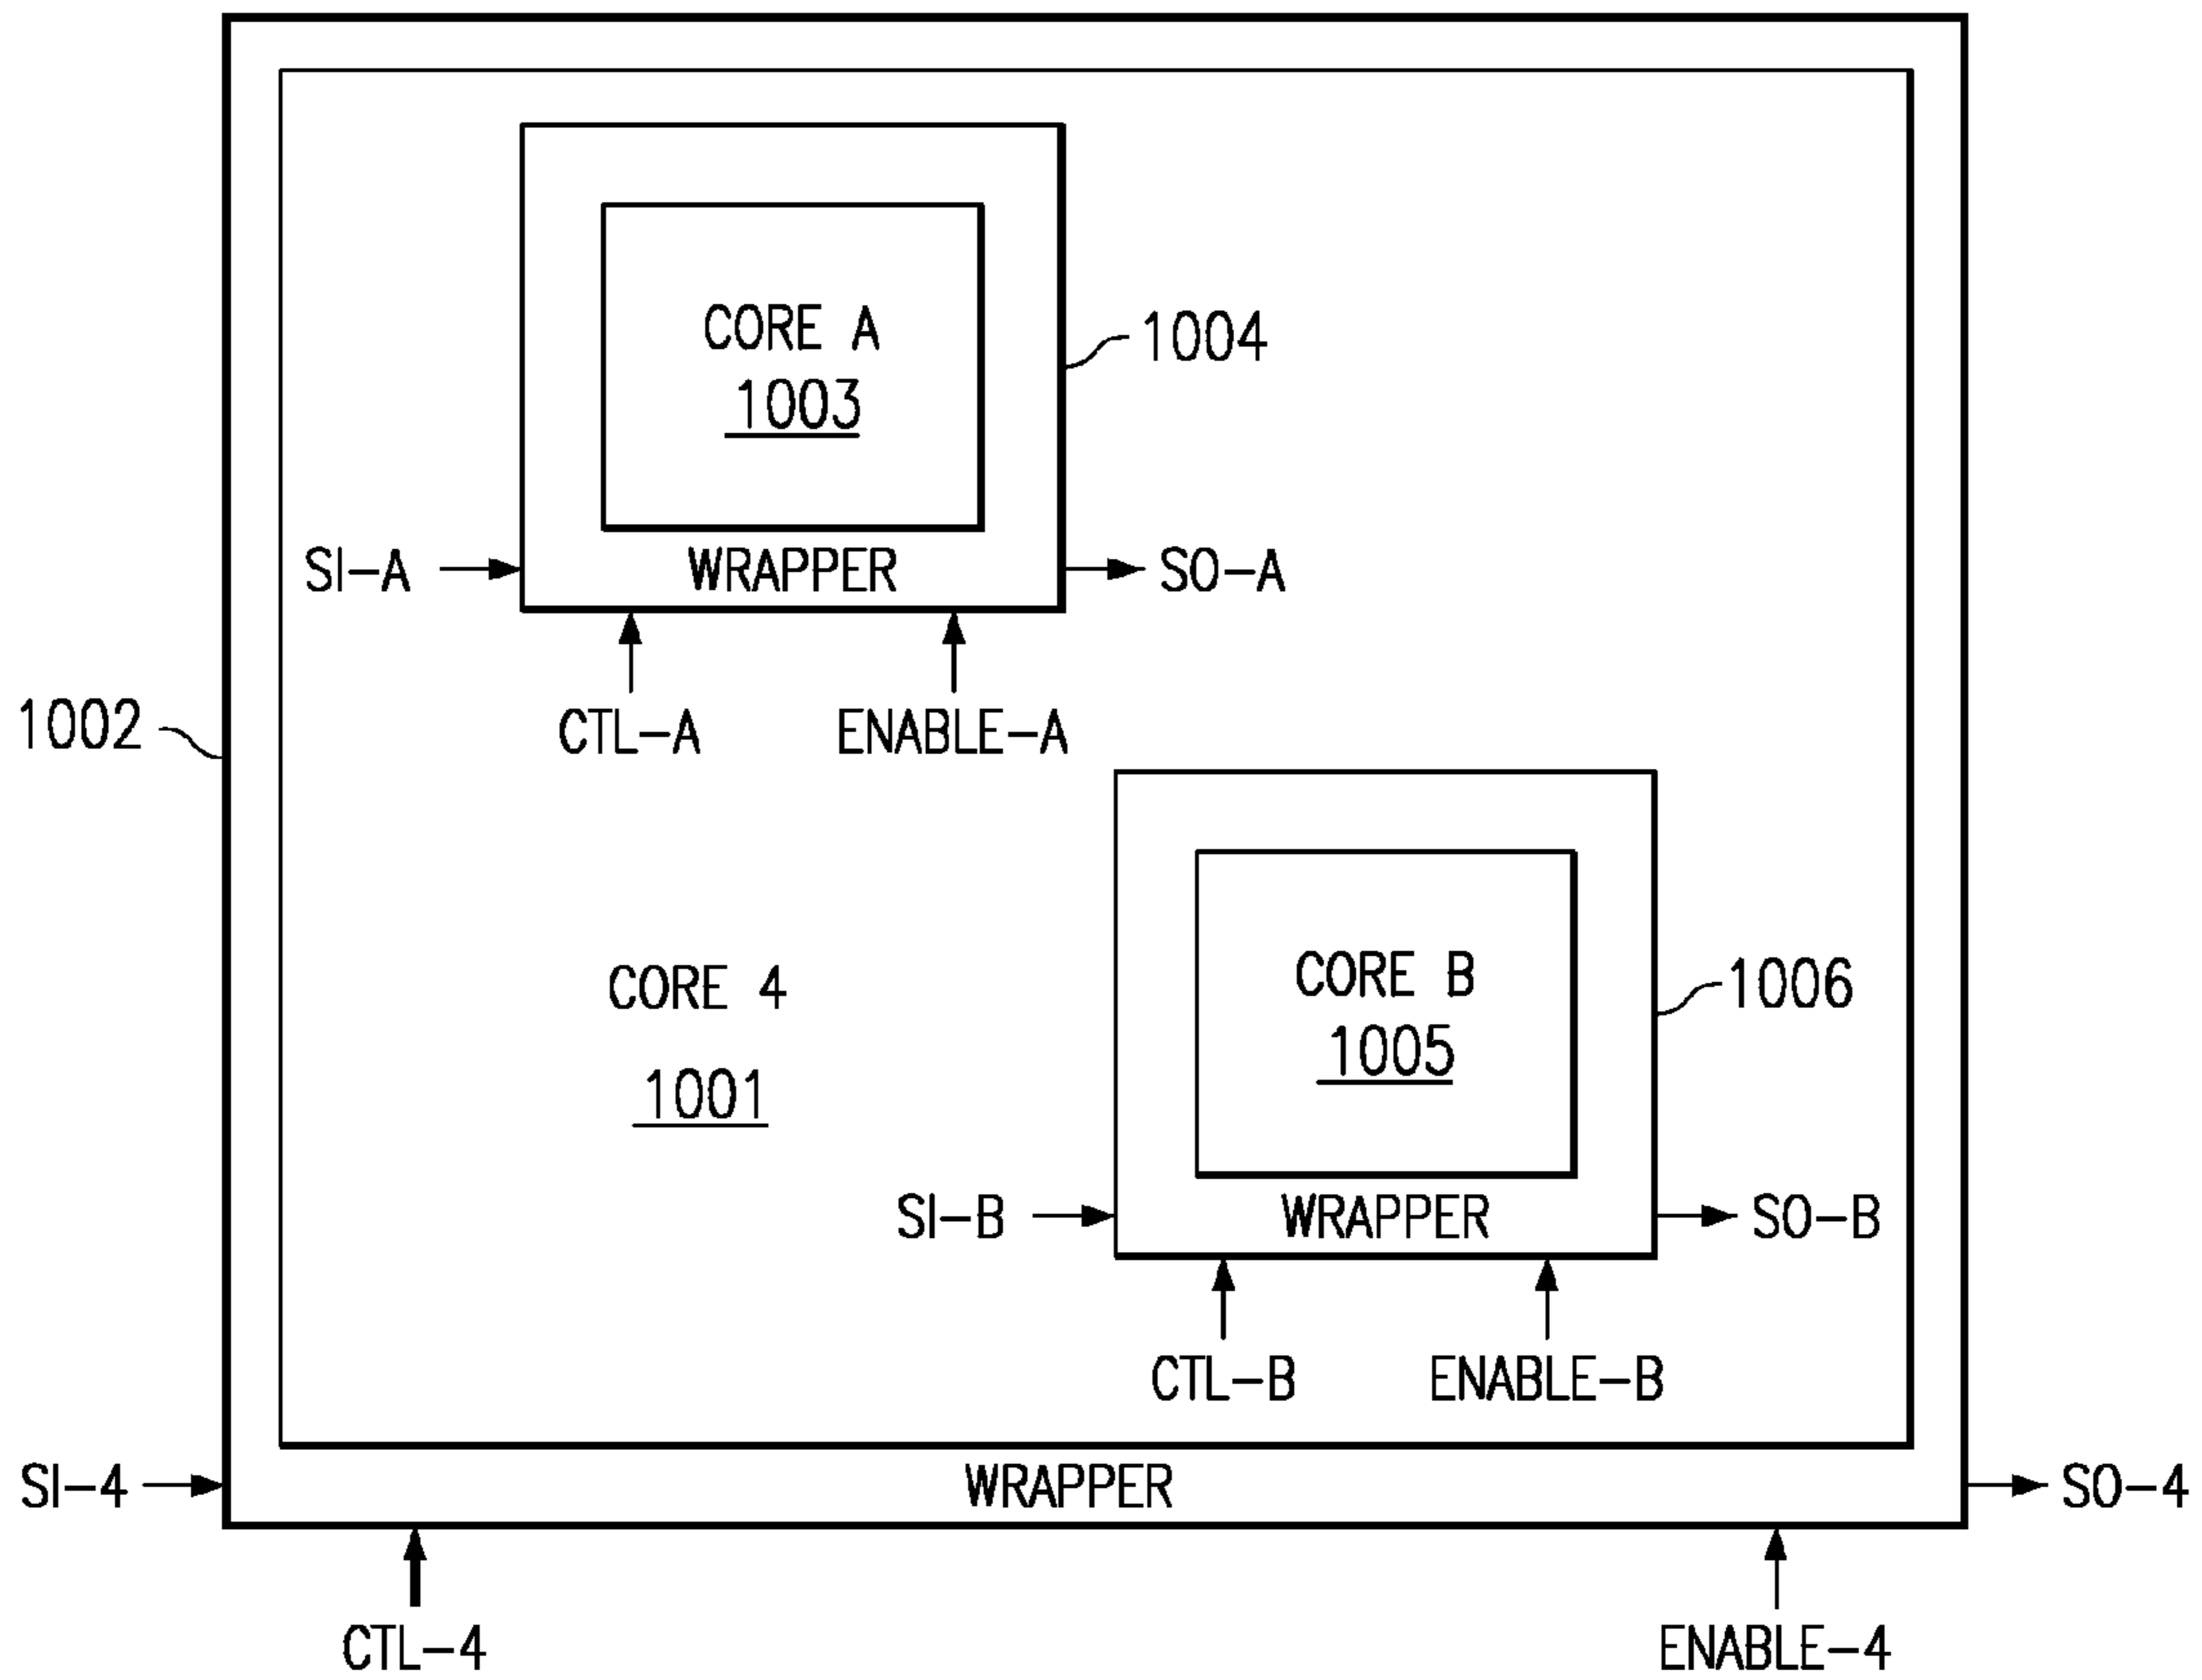 CORE A
1003
1004
SI-A
WRAPPER
SO-A
CTL-A
ENABLE-A
1002
CORE 4
1001
CORE B
1005
1006
SI-B
WRAPPER
SO-B
CTL-B
ENABLE-B
SI-4
WRAPPER
SO-4
CTL-4
ENABLE-4